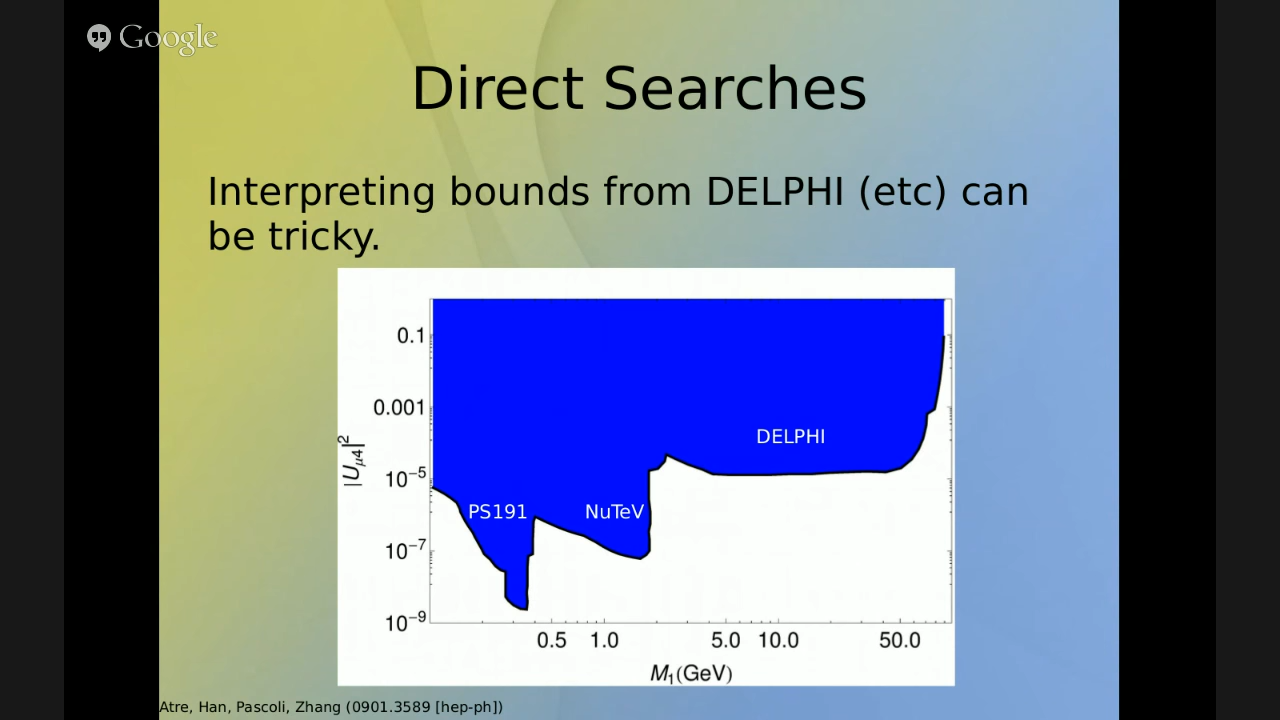 Google
Direct Searches
Interpreting bounds from DELPHI (etc) can
be tricky.
0.1
0.001
DELPHI
|U_{μ4}|²
10⁻⁵
PS191 NuTeV
10⁻⁷
10⁻⁹
0.5 1.0 5.0 10.0 50.0
M₁(GeV)
Atre, Han, Pascoli, Zhang (0901.3589 [hep-ph])